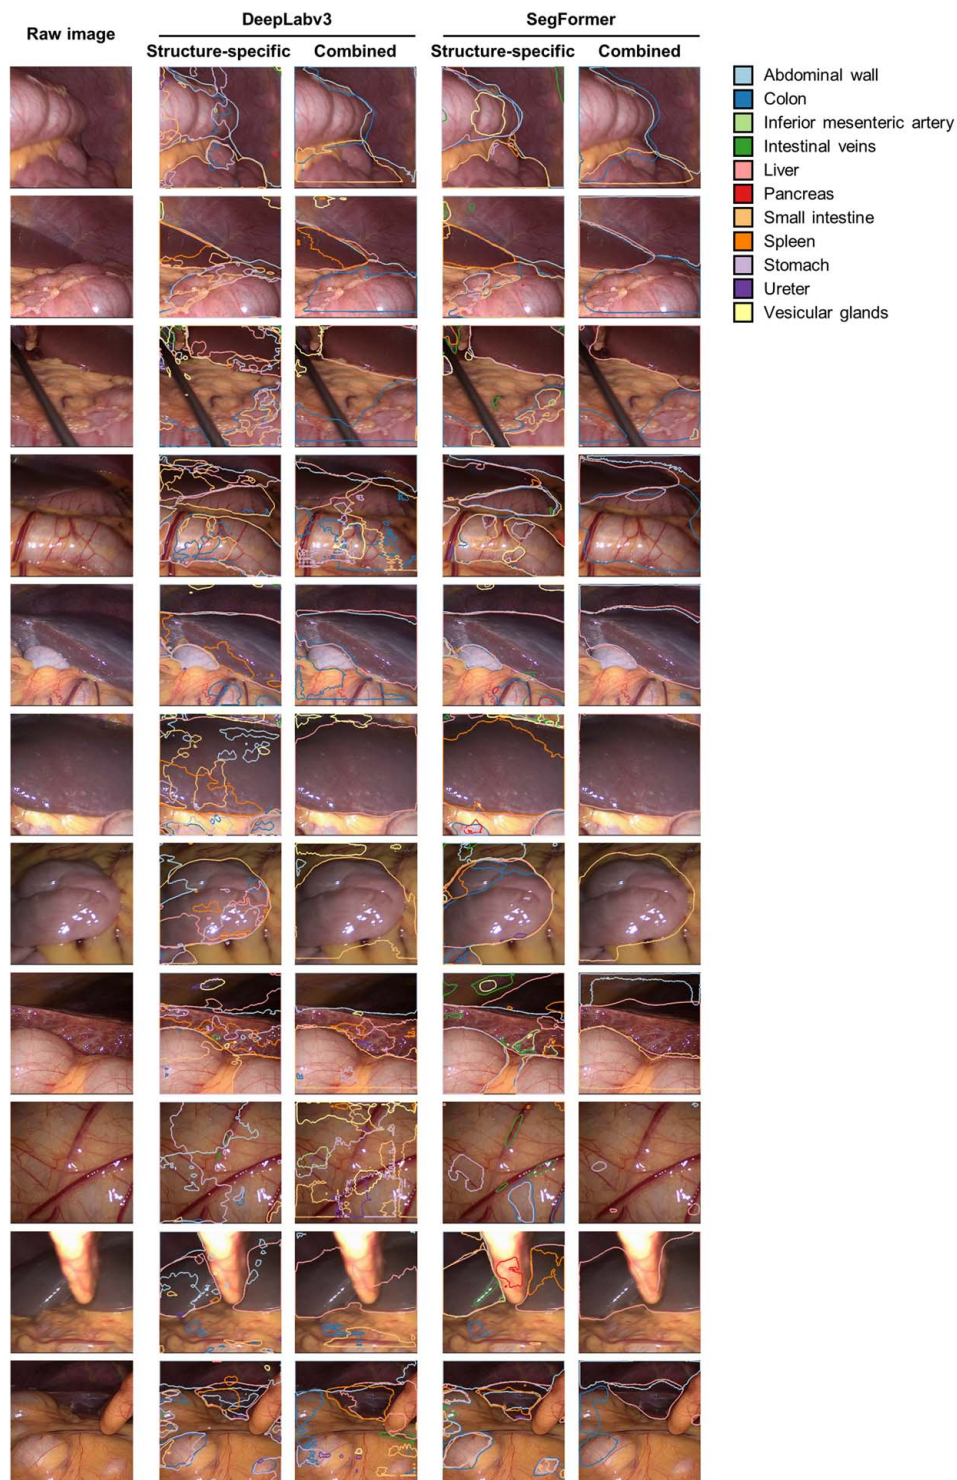 DeepLabv3
SegFormer
Raw image
Structure-specific
Combined
Structure-specific
Combined
Abdominal wall
Colon
Inferior mesenteric artery
Intestinal veins
Liver
Pancreas
Small intestine
Spleen
Stomach
Ureter
Vesicular glands